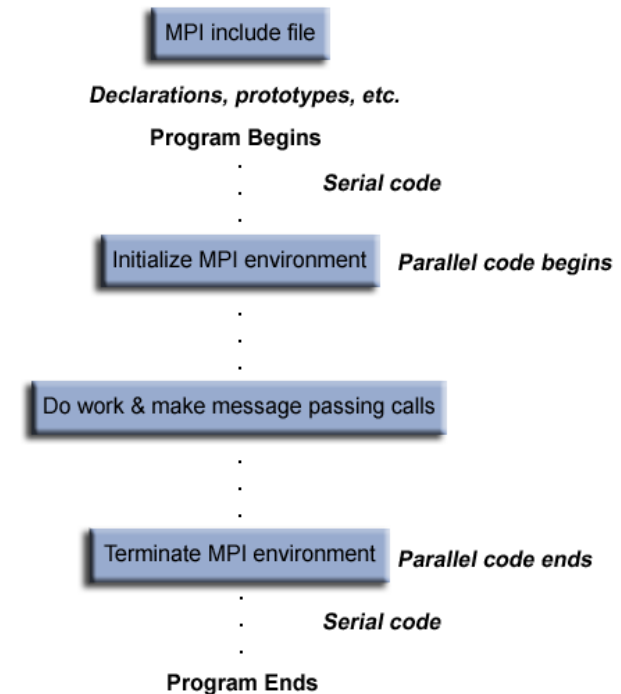 MPI include file
Declarations, prototypes, etc.
Program Begins
.
. Serial code
.
Initialize MPI environment Parallel code begins
.
.
.
Do work & make message passing calls
.
.
.
Terminate MPI environment Parallel code ends
.
. Serial code
.
Program Ends